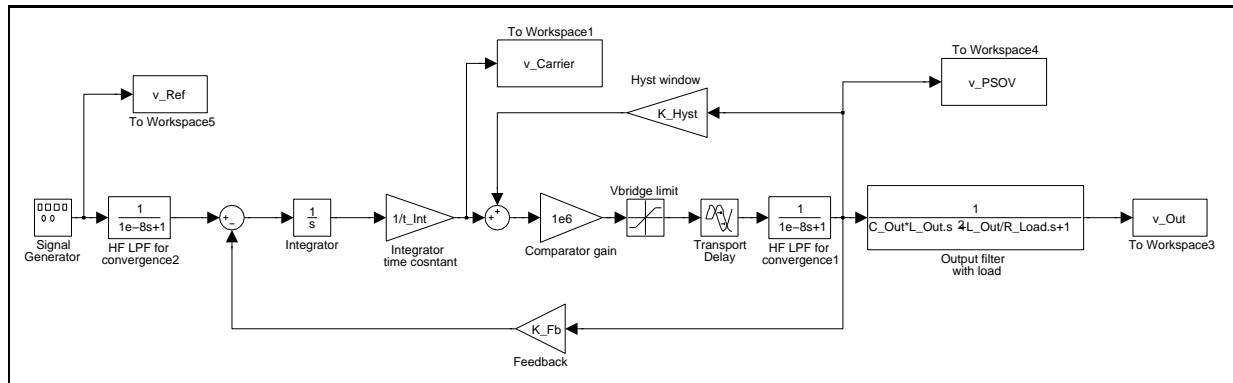 To Workspace1
v_Carrier
To Workspace4
v_PSOV
Hyst window
K_Hyst
v_Ref
To Workspace5
Signal
Generator
1
1e-8s+1
HF LPF for
convergence2
+
−
1
s
Integrator
1/t_Int
Integrator
time cosntant
+
+
1e6
Comparator gain
Vbridge limit
Transport
Delay
1
1e-8s+1
HF LPF for
convergence1
1
C_Out*L_Out.s 2+L_Out/R_Load.s+1
Output filter
with load
v_Out
To Workspace3
K_Fb
Feedback